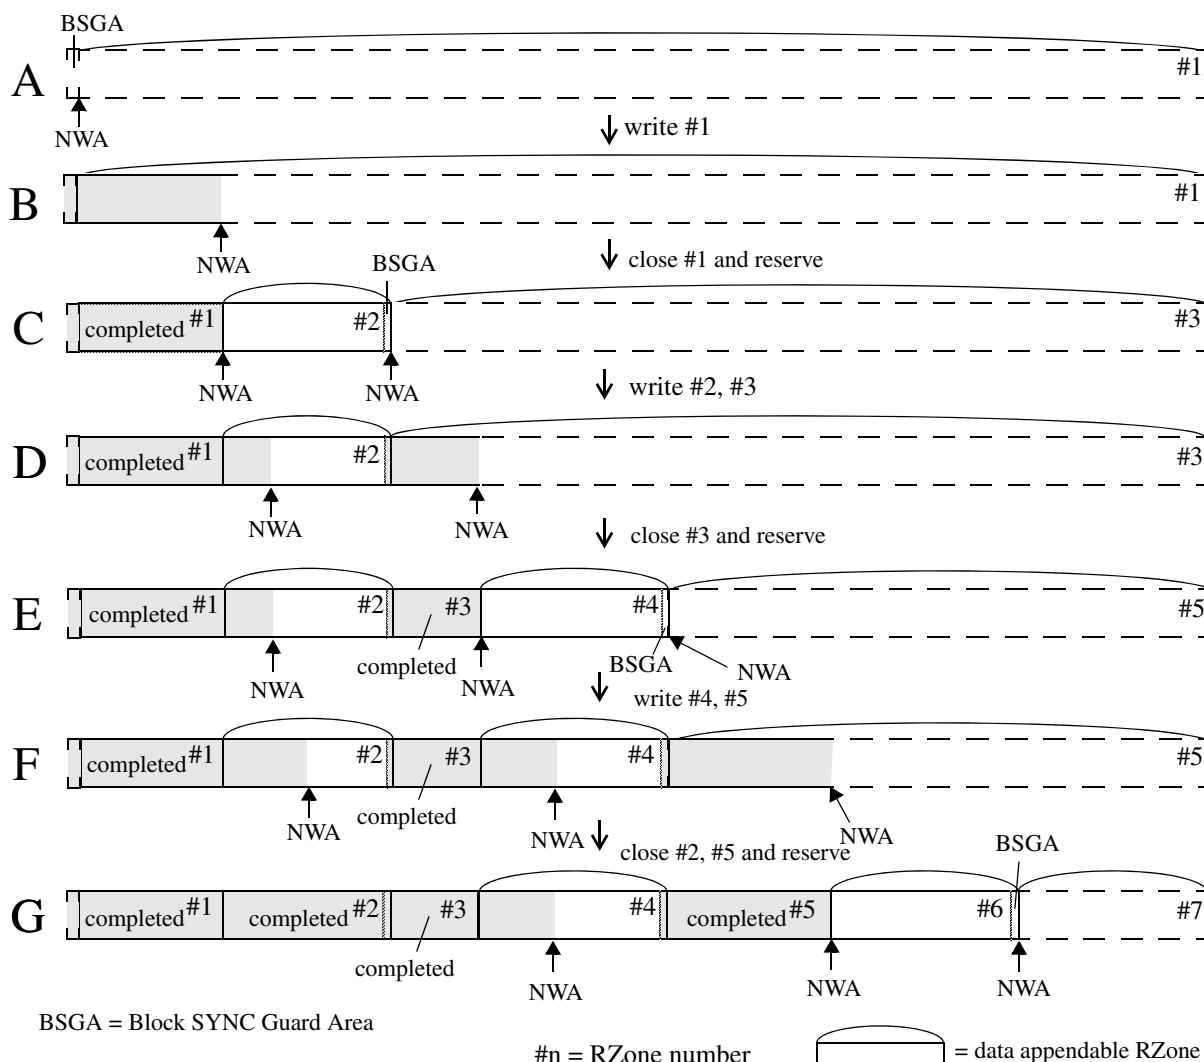 BSGA
A
#1
NWA
write #1
B
#1
NWA
close #1 and reserve
BSGA
C
completed #1
#2
#3
NWA
NWA
write #2, #3
D
completed #1
#2
#3
NWA
NWA
close #3 and reserve
E
completed #1
#2
#3
#4
#5
completed
BSGA
NWA
NWA
NWA
write #4, #5
F
completed #1
#2
#3
#4
#5
completed
NWA
NWA
NWA
close #2, #5 and reserve
BSGA
G
completed #1
completed #2
#3
#4
completed #5
#6
#7
completed
NWA
NWA
NWA
BSGA = Block SYNC Guard Area
#n = RZone number
= data appendable RZone